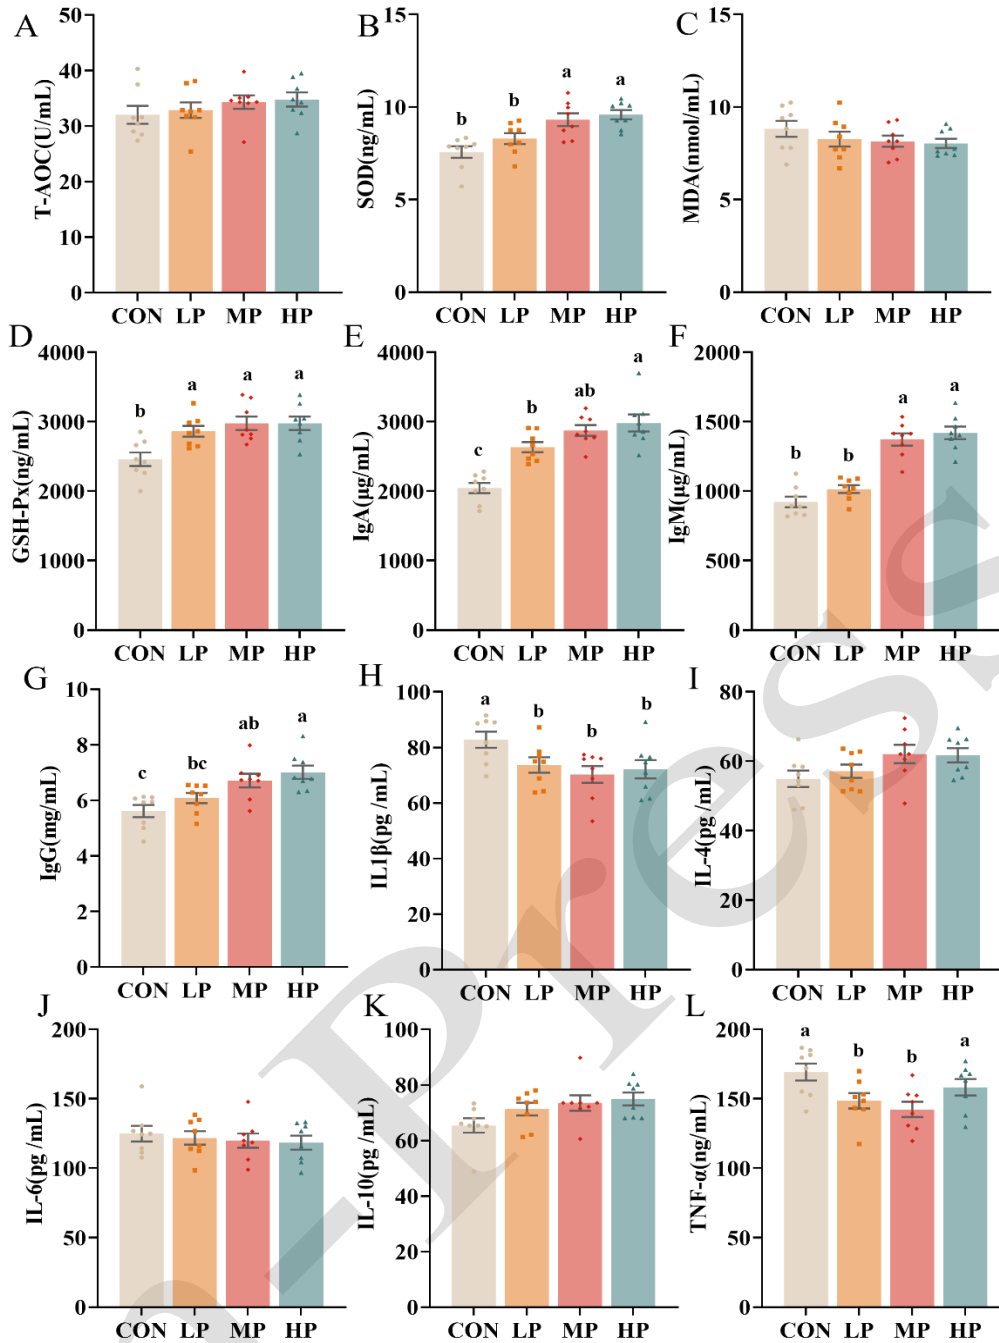 A
T-AOC(U/mL)
50
40
30
20
10
0
CON LP MP HP
B
SOD(ng/mL)
15
10
5
0
b b a a
CON LP MP HP
C
MDA(nmol/mL)
15
10
5
0
CON LP MP HP
D
GSH-Px(ng/mL)
4000
3000
2000
1000
0
b a a a
CON LP MP HP
E
IgA(μg/mL)
4000
3000
2000
1000
0
c b ab a
CON LP MP HP
F
IgM(μg/mL)
2000
1500
1000
500
0
b b a a
CON LP MP HP
G
IgG(mg/mL)
10
8
6
4
2
0
c bc ab a
CON LP MP HP
H
IL1β(pg /mL)
100
80
60
40
20
0
a b b b
CON LP MP HP
I
IL-4(pg /mL)
80
60
40
20
0
CON LP MP HP
J
IL-6(pg /mL)
200
150
100
50
0
CON LP MP HP
K
IL-10(pg /mL)
100
80
60
40
20
0
CON LP MP HP
L
TNF-α(ng/mL)
200
150
100
50
0
a b b a
CON LP MP HP
-Press